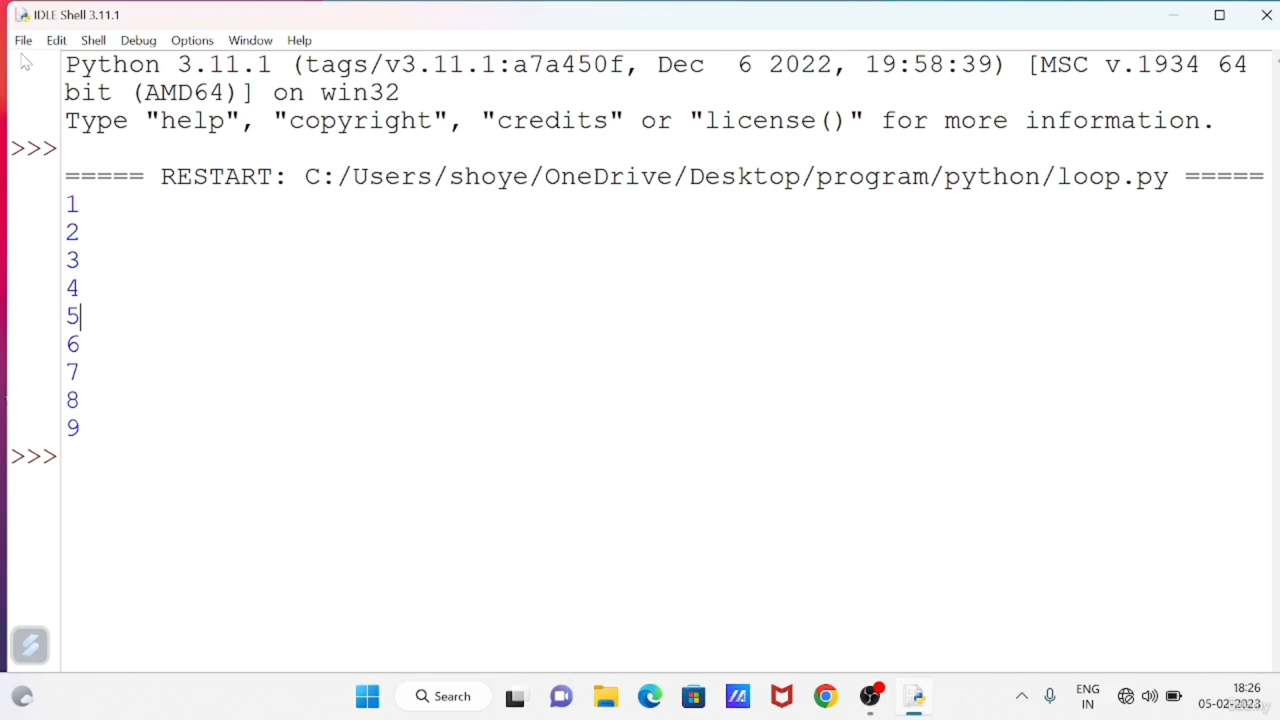 IDLE Shell 3.11.1
File Edit Shell Debug Options Window Help
Python 3.11.1 (tags/v3.11.1:a7a450f, Dec  6 2022, 19:58:39) [MSC v.1934 64
bit (AMD64)] on win32
Type "help", "copyright", "credits" or "license()" for more information.
>>>
===== RESTART: C:/Users/shoye/OneDrive/Desktop/program/python/loop.py =====
1
2
3
4
5
6
7
8
9
>>>
Search
ENG
IN
18:26
05-02-2023